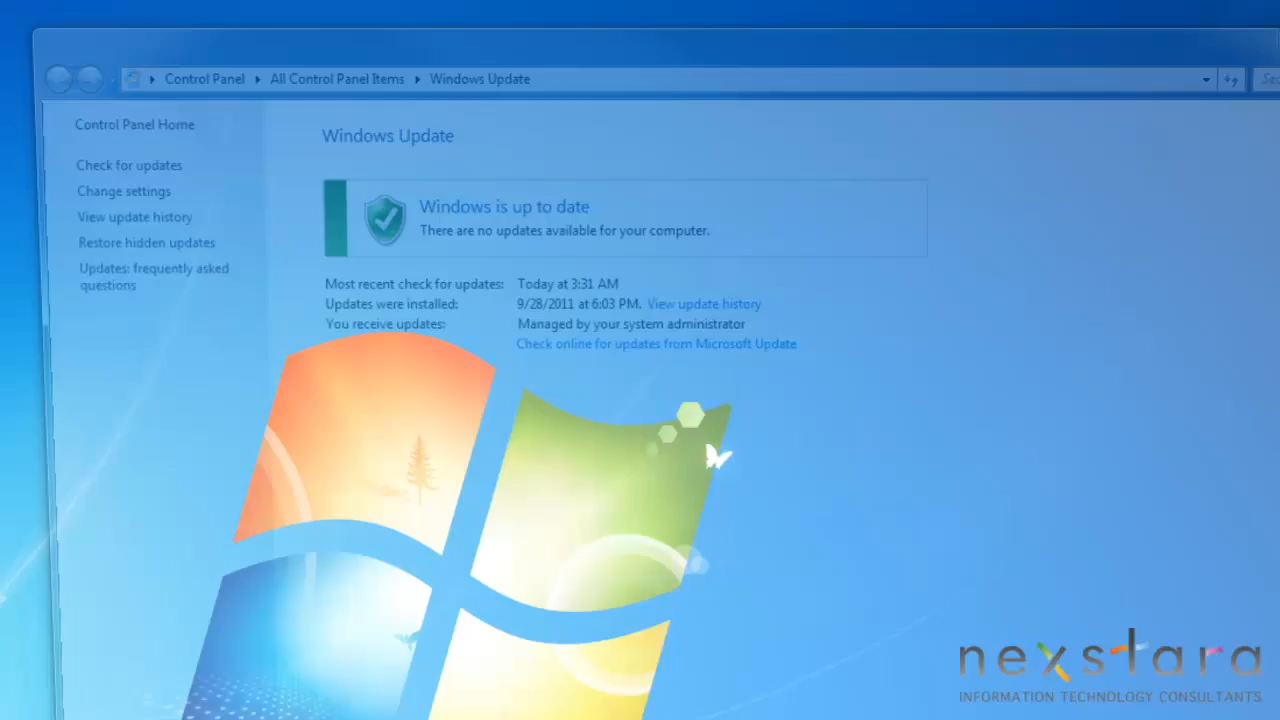 Control Panel ▸ All Control Panel Items ▸ Windows Update
Control Panel Home
Check for updates
Change settings
View update history
Restore hidden updates
Updates: frequently asked
questions
Windows Update
Windows is up to date
There are no updates available for your computer.
Most recent check for updates: Today at 3:31 AM
Updates were installed: 9/28/2011 at 6:03 PM. View update history
You receive updates: Managed by your system administrator
Check online for updates from Microsoft Update
nexstara
INFORMATION TECHNOLOGY CONSULTANTS